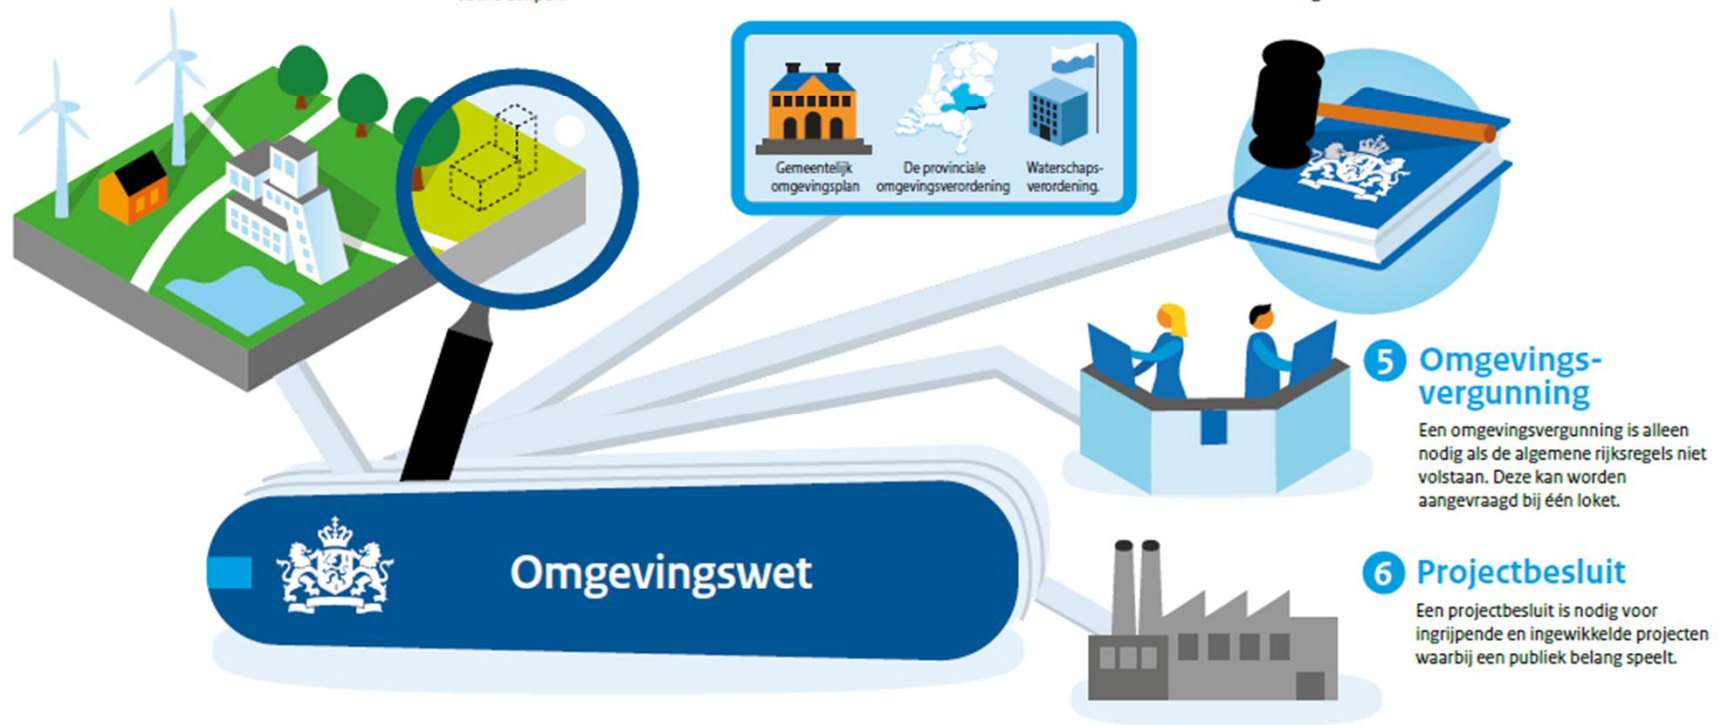 Gemeentelijk
omgevingsplan
De provinciale
omgevingsverordening
Waterschaps-
verordening.
5 Omgevings-
vergunning
Een omgevingsvergunning is alleen
nodig als de algemene rijksregels niet
volstaan. Deze kan worden
aangevraagd bij één loket.
Omgevingswet
6 Projectbesluit
Een projectbesluit is nodig voor
ingrijpende en ingewikkelde projecten
waarbij een publiek belang speelt.